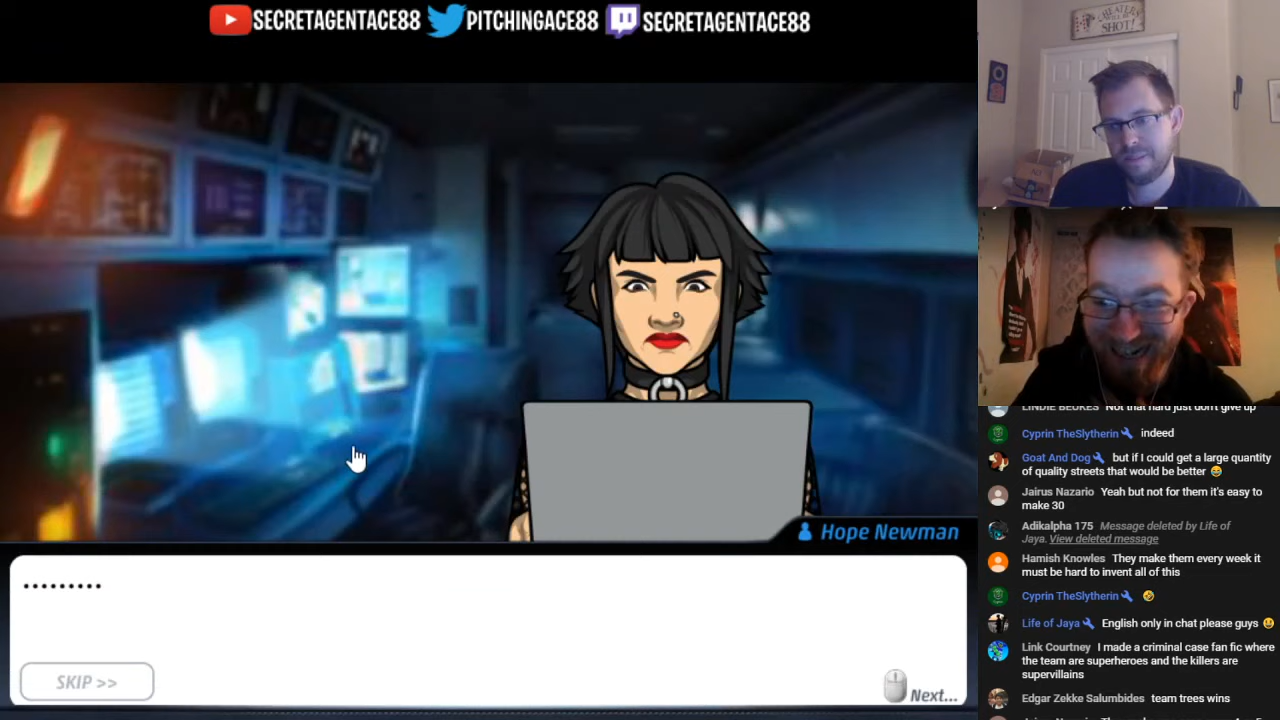 SECRETAGENTACE88 PITCHINGACE88 SECRETAGENTACE88
SHOT!
Hope Newman
.........
SKIP >>
Next...
LINDIE BEUKES Not that hard just don't give up
Cyprin TheSlytherin indeed
Goat And Dog but if I could get a large quantity
of quality streets that would be better 😂
Jairus Nazario Yeah but not for them it's easy to
make 30
Adikalpha 175 Message deleted by Life of
Jaya. View deleted message
Hamish Knowles They make them every week it
must be hard to invent all of this
Cyprin TheSlytherin 🤣
Life of Jaya English only in chat please guys 😃
Link Courtney I made a criminal case fan fic where
the team are superheroes and the killers are
supervillains
Edgar Zekke Salumbides team trees wins